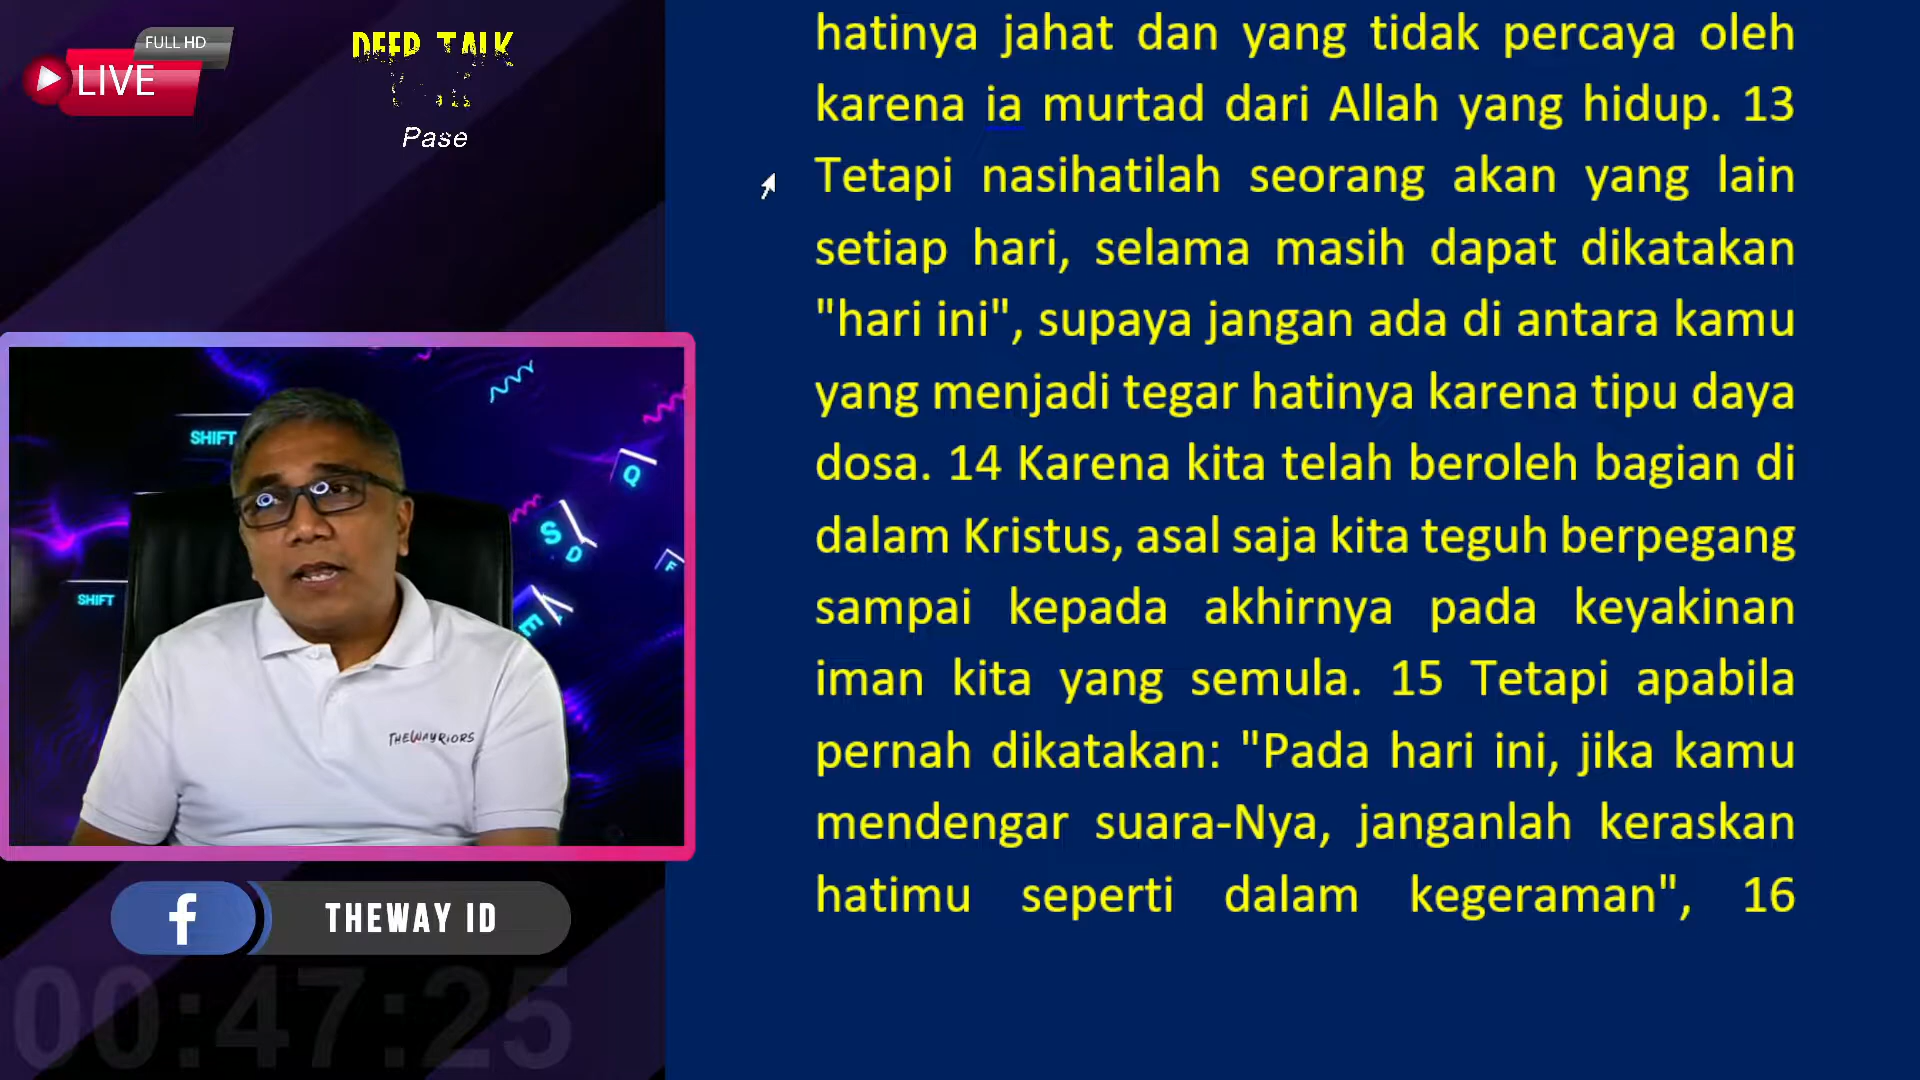 FULL HD
LIVE
DEEP TALK
Pase
hatinya jahat dan yang tidak percaya oleh
karena ia murtad dari Allah yang hidup. 13
Tetapi nasihatilah seorang akan yang lain
setiap hari, selama masih dapat dikatakan
"hari ini", supaya jangan ada di antara kamu
yang menjadi tegar hatinya karena tipu daya
dosa. 14 Karena kita telah beroleh bagian di
dalam Kristus, asal saja kita teguh berpegang
sampai kepada akhirnya pada keyakinan
iman kita yang semula. 15 Tetapi apabila
pernah dikatakan: "Pada hari ini, jika kamu
mendengar suara-Nya, janganlah keraskan
hatimu seperti dalam kegeraman", 16
SHIFT
Q
S
D
F
SHIFT
E
THEWAYRIORS
f
THEWAY ID
00:47:25